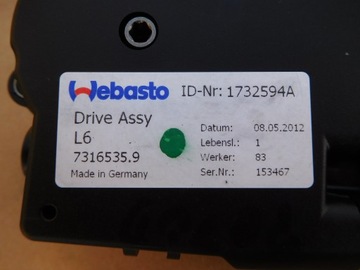 Webasto
ID-Nr: 1732594A
Drive Assy
L6
7316535.9
Made in Germany
Datum: 08.05.2012
Lebensl.: 1
Werker: 83
Ser.Nr.: 153467